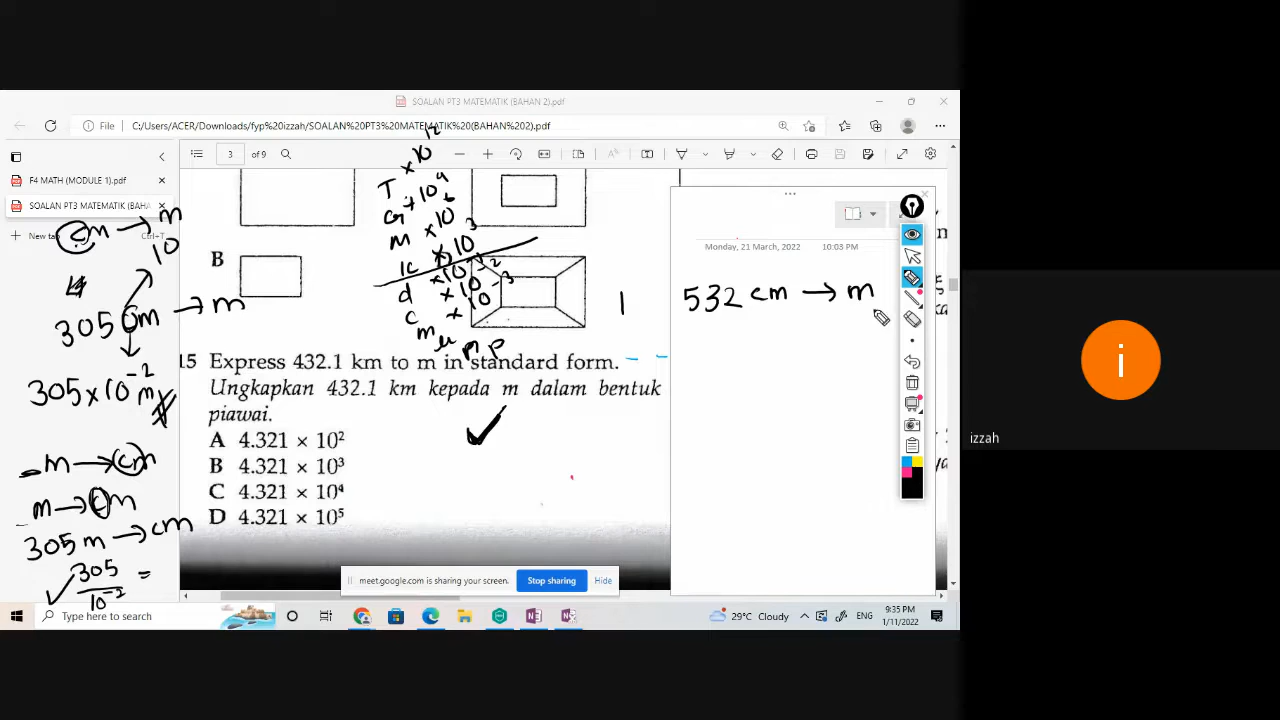 SOALAN PT3 MATEMATIK (BAHAN 2).pdf
File
C:/Users/ACER/Downloads/fyp%20izzah/SOALAN%20PT3%20MATEMATIK%20(BAHAN%202).pdf
3 of 9
F4 MATH (MODULE 1).pdf
SOALAN PT3 MATEMATIK (BAHA
New tab
Ctrl+T
cm → m
10
305 cm → m
305 × 10⁻² m
m → cm
m → cm
305 m → cm
305
10⁻²
=
T × 10¹²
G × 10⁹
M × 10⁶
k × 10³
d × 10⁻¹
c × 10⁻²
m × 10⁻³
μ n p
B
1
15 Express 432.1 km to m in standard form.
Ungkapkan 432.1 km kepada m dalam bentuk
piawai.
A 4.321 × 10²
B 4.321 × 10³
C 4.321 × 10⁴
D 4.321 × 10⁵
Monday, 21 March, 2022 10:03 PM
532 cm → m
meet.google.com is sharing your screen.
Stop sharing
Hide
Type here to search
29°C Cloudy
ENG
9:35 PM
1/11/2022
i
izzah